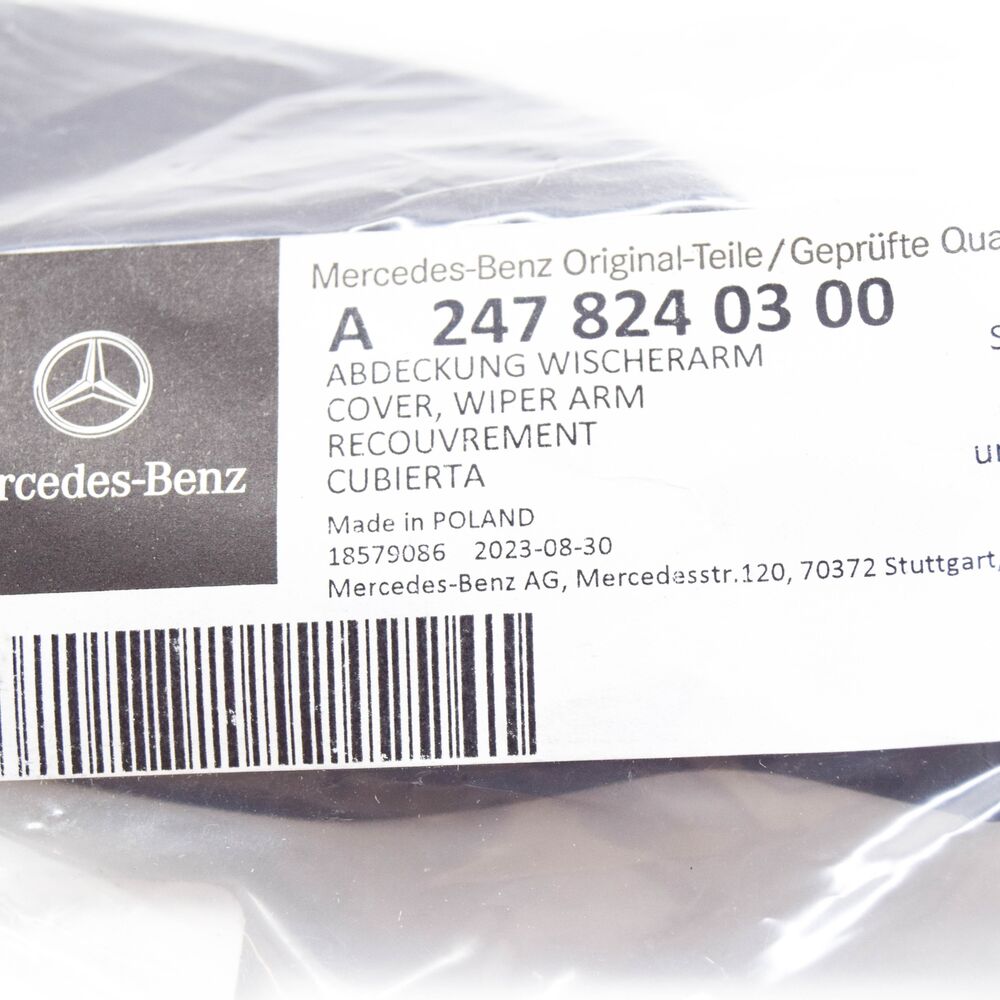 Mercedes-Benz Original-Teile/Geprüfte Qua
A 247 824 03 00
ABDECKUNG WISCHERARM
COVER, WIPER ARM
RECOUVREMENT
CUBIERTA
Made in POLAND
18579086 2023-08-30
Mercedes-Benz AG, Mercedesstr.120, 70372 Stuttgart,
rcedes-Benz